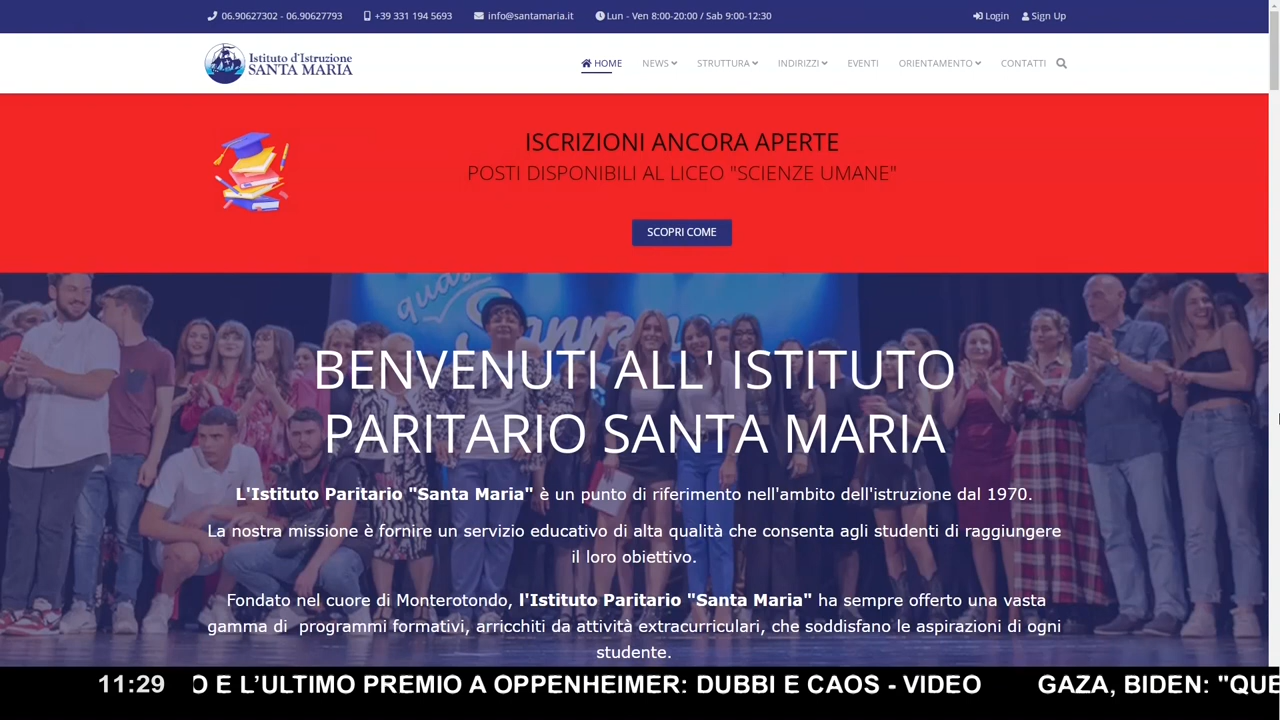 06.90627302 - 06.90627793 +39 331 194 5693 info@santamaria.it Lun - Ven 8:00-20:00 / Sab 9:00-12:30 Login Sign Up
Istituto d'Istruzione
SANTA MARIA
HOME NEWS STRUTTURA INDIRIZZI EVENTI ORIENTAMENTO CONTATTI
ISCRIZIONI ANCORA APERTE
POSTI DISPONIBILI AL LICEO "SCIENZE UMANE"
SCOPRI COME
quasi
Sanremo
BENVENUTI ALL' ISTITUTO
PARITARIO SANTA MARIA
L'Istituto Paritario "Santa Maria" è un punto di riferimento nell'ambito dell'istruzione dal 1970.
La nostra missione è fornire un servizio educativo di alta qualità che consenta agli studenti di raggiungere
il loro obiettivo.
Fondato nel cuore di Monterotondo, l'Istituto Paritario "Santa Maria" ha sempre offerto una vasta
gamma di programmi formativi, arricchiti da attività extracurriculari, che soddisfano le aspirazioni di ogni
studente.
11:29 O E L’ULTIMO PREMIO A OPPENHEIMER: DUBBI E CAOS - VIDEO GAZA, BIDEN: "QUE